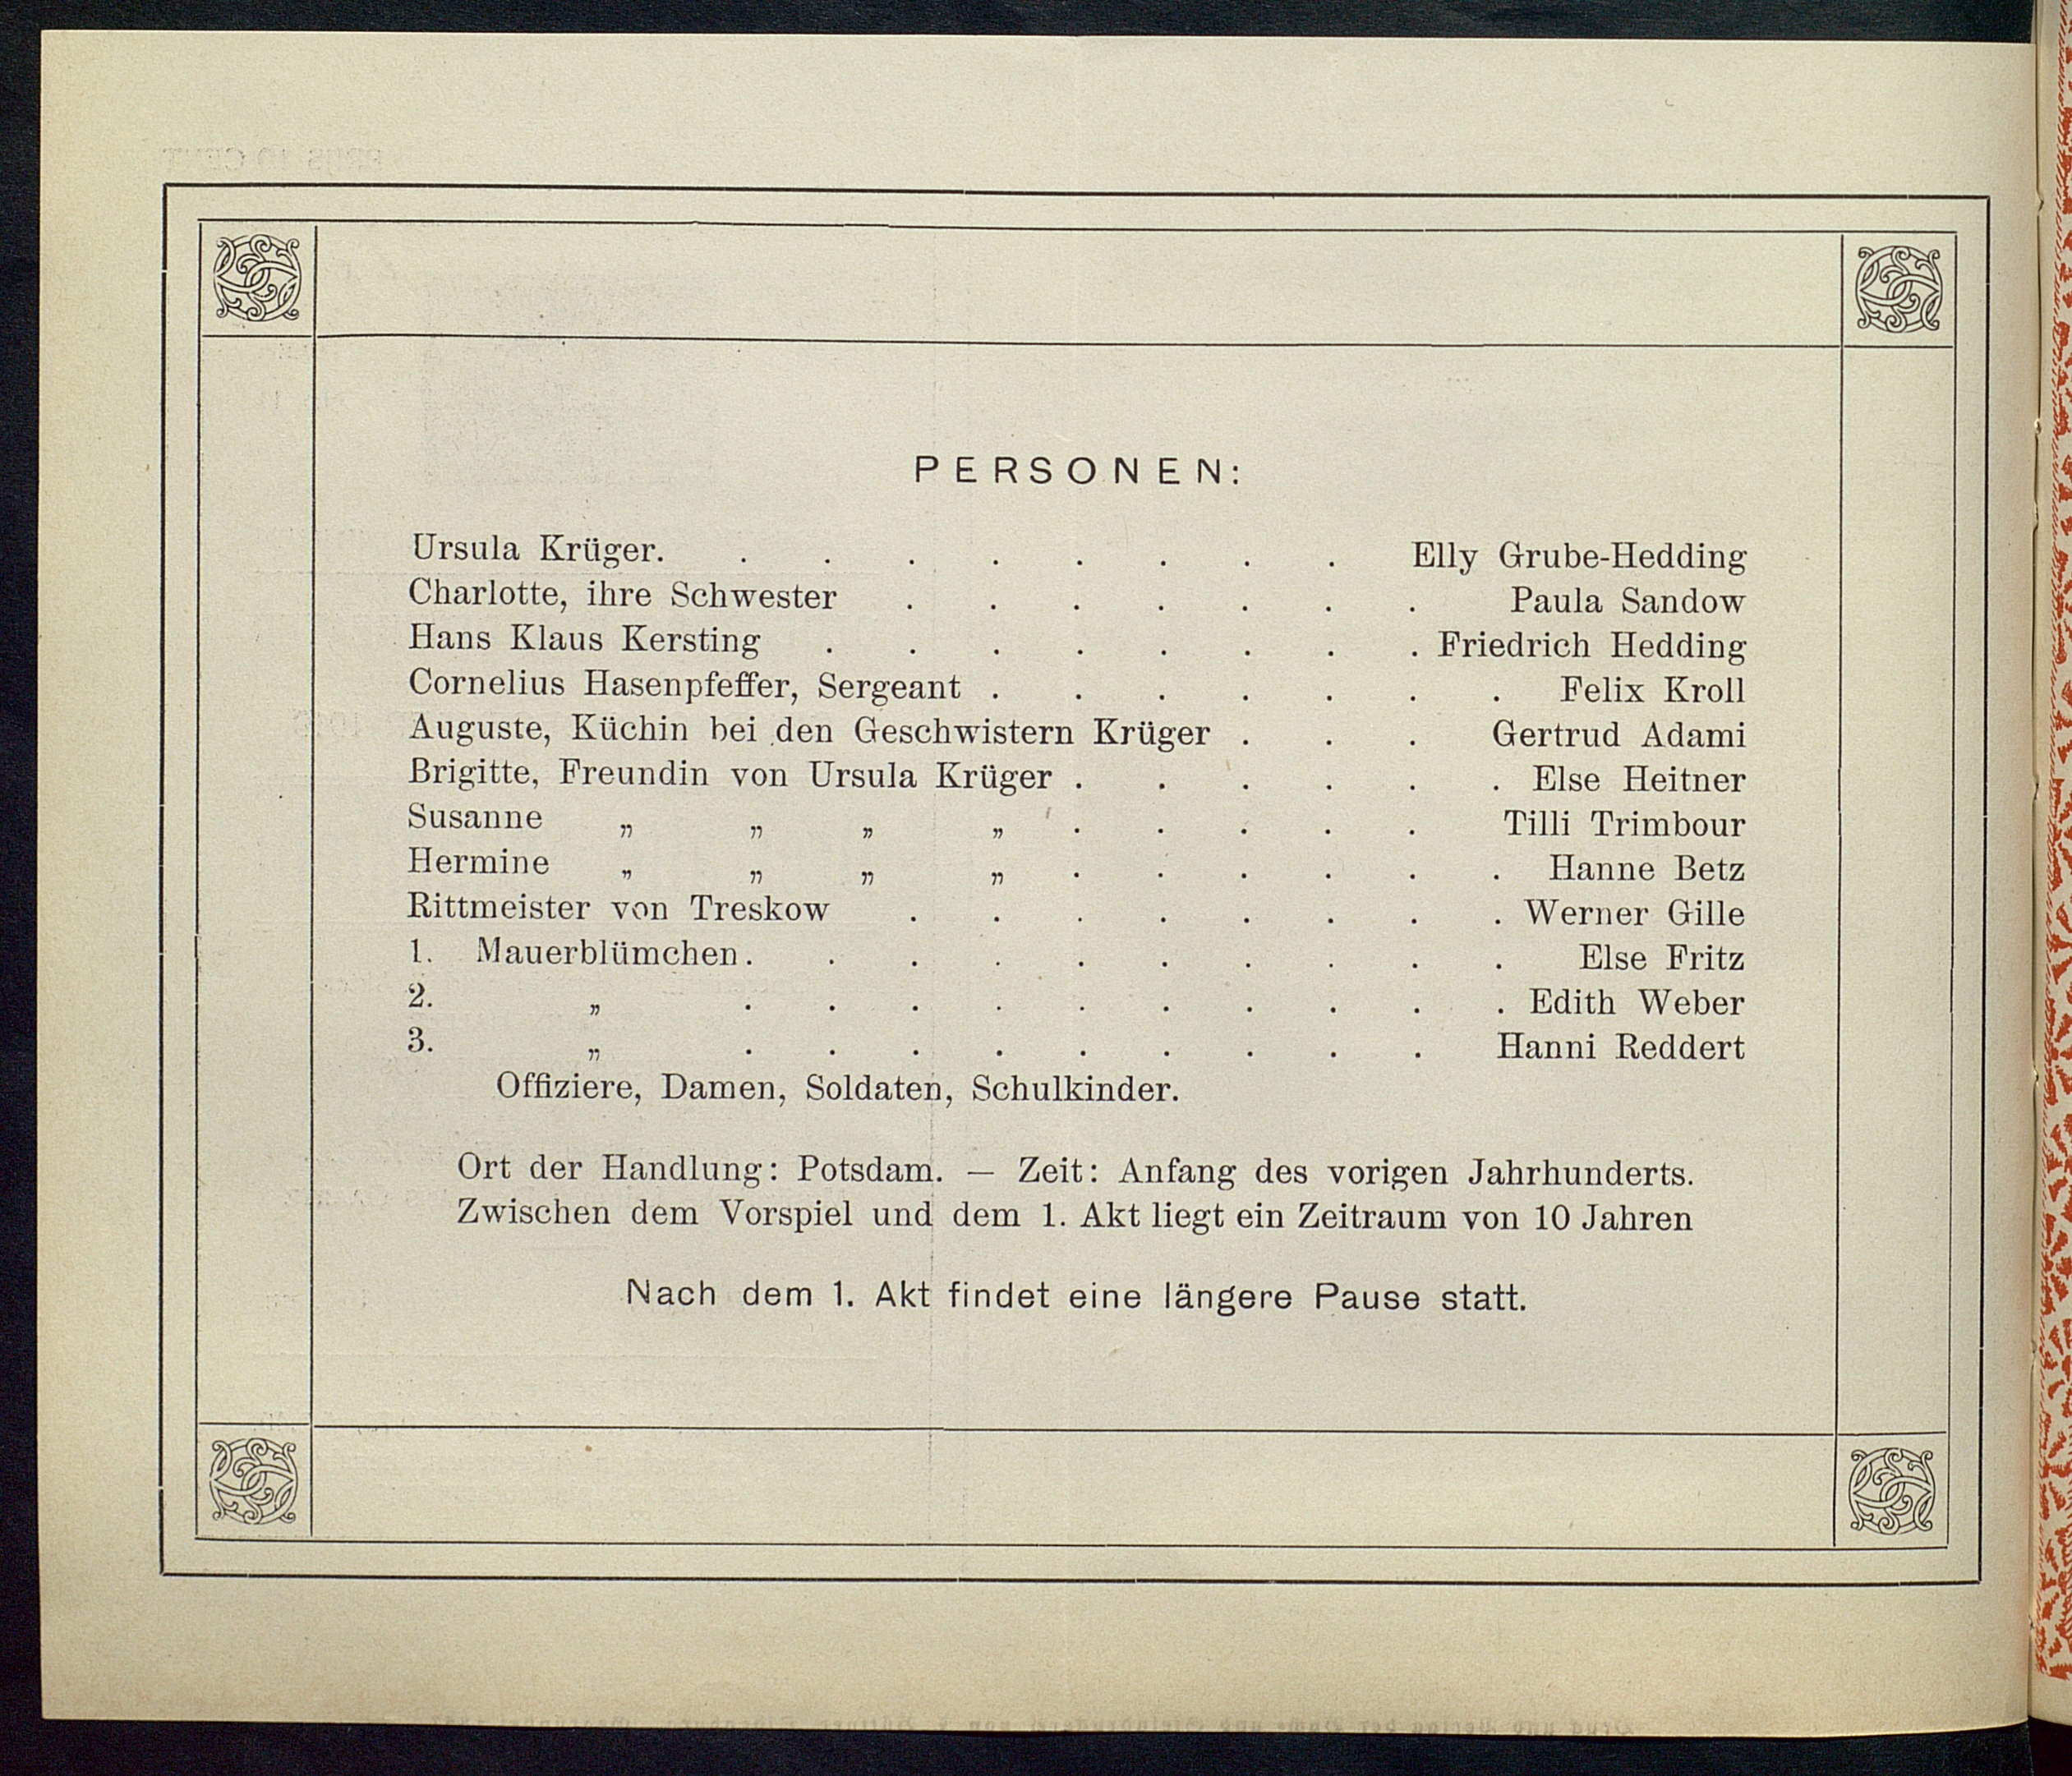 PERSONEN:
Ursula Krüger. . . . . . . . . Elly Grube-Hedding
Charlotte, ihre Schwester . . . . . . . Paula Sandow
Hans Klaus Kersting . . . . . . . . Friedrich Hedding
Cornelius Hasenpfeffer, Sergeant . . . . . . . Felix Kroll
Auguste, Küchin bei den Geschwistern Krüger . . . Gertrud Adami
Brigitte, Freundin von Ursula Krüger . . . . . . Else Heitner
Susanne „ „ „ „ . . . . . Tilli Trimbour
Hermine „ „ „ „ . . . . . . Hanne Betz
Rittmeister von Treskow . . . . . . . . Werner Gille
1. Mauerblümchen. . . . . . . . . . Else Fritz
2. „ . . . . . . . . . . Edith Weber
3. „ . . . . . . . . . Hanni Reddert
Offiziere, Damen, Soldaten, Schulkinder.
Ort der Handlung: Potsdam. — Zeit: Anfang des vorigen Jahrhunderts.
Zwischen dem Vorspiel und dem 1. Akt liegt ein Zeitraum von 10 Jahren
Nach dem 1. Akt findet eine längere Pause statt.